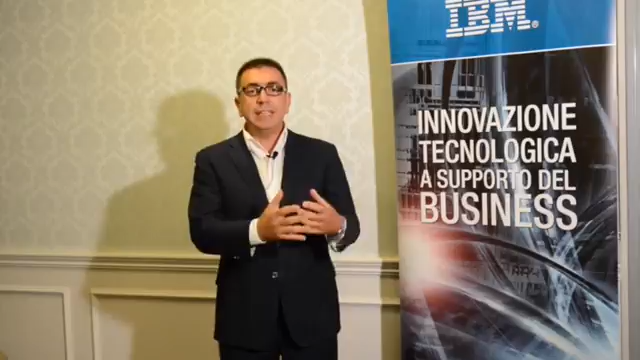 IBM®
INNOVAZIONE
TECNOLOGICA
A SUPPORTO DEL
BUSINESS